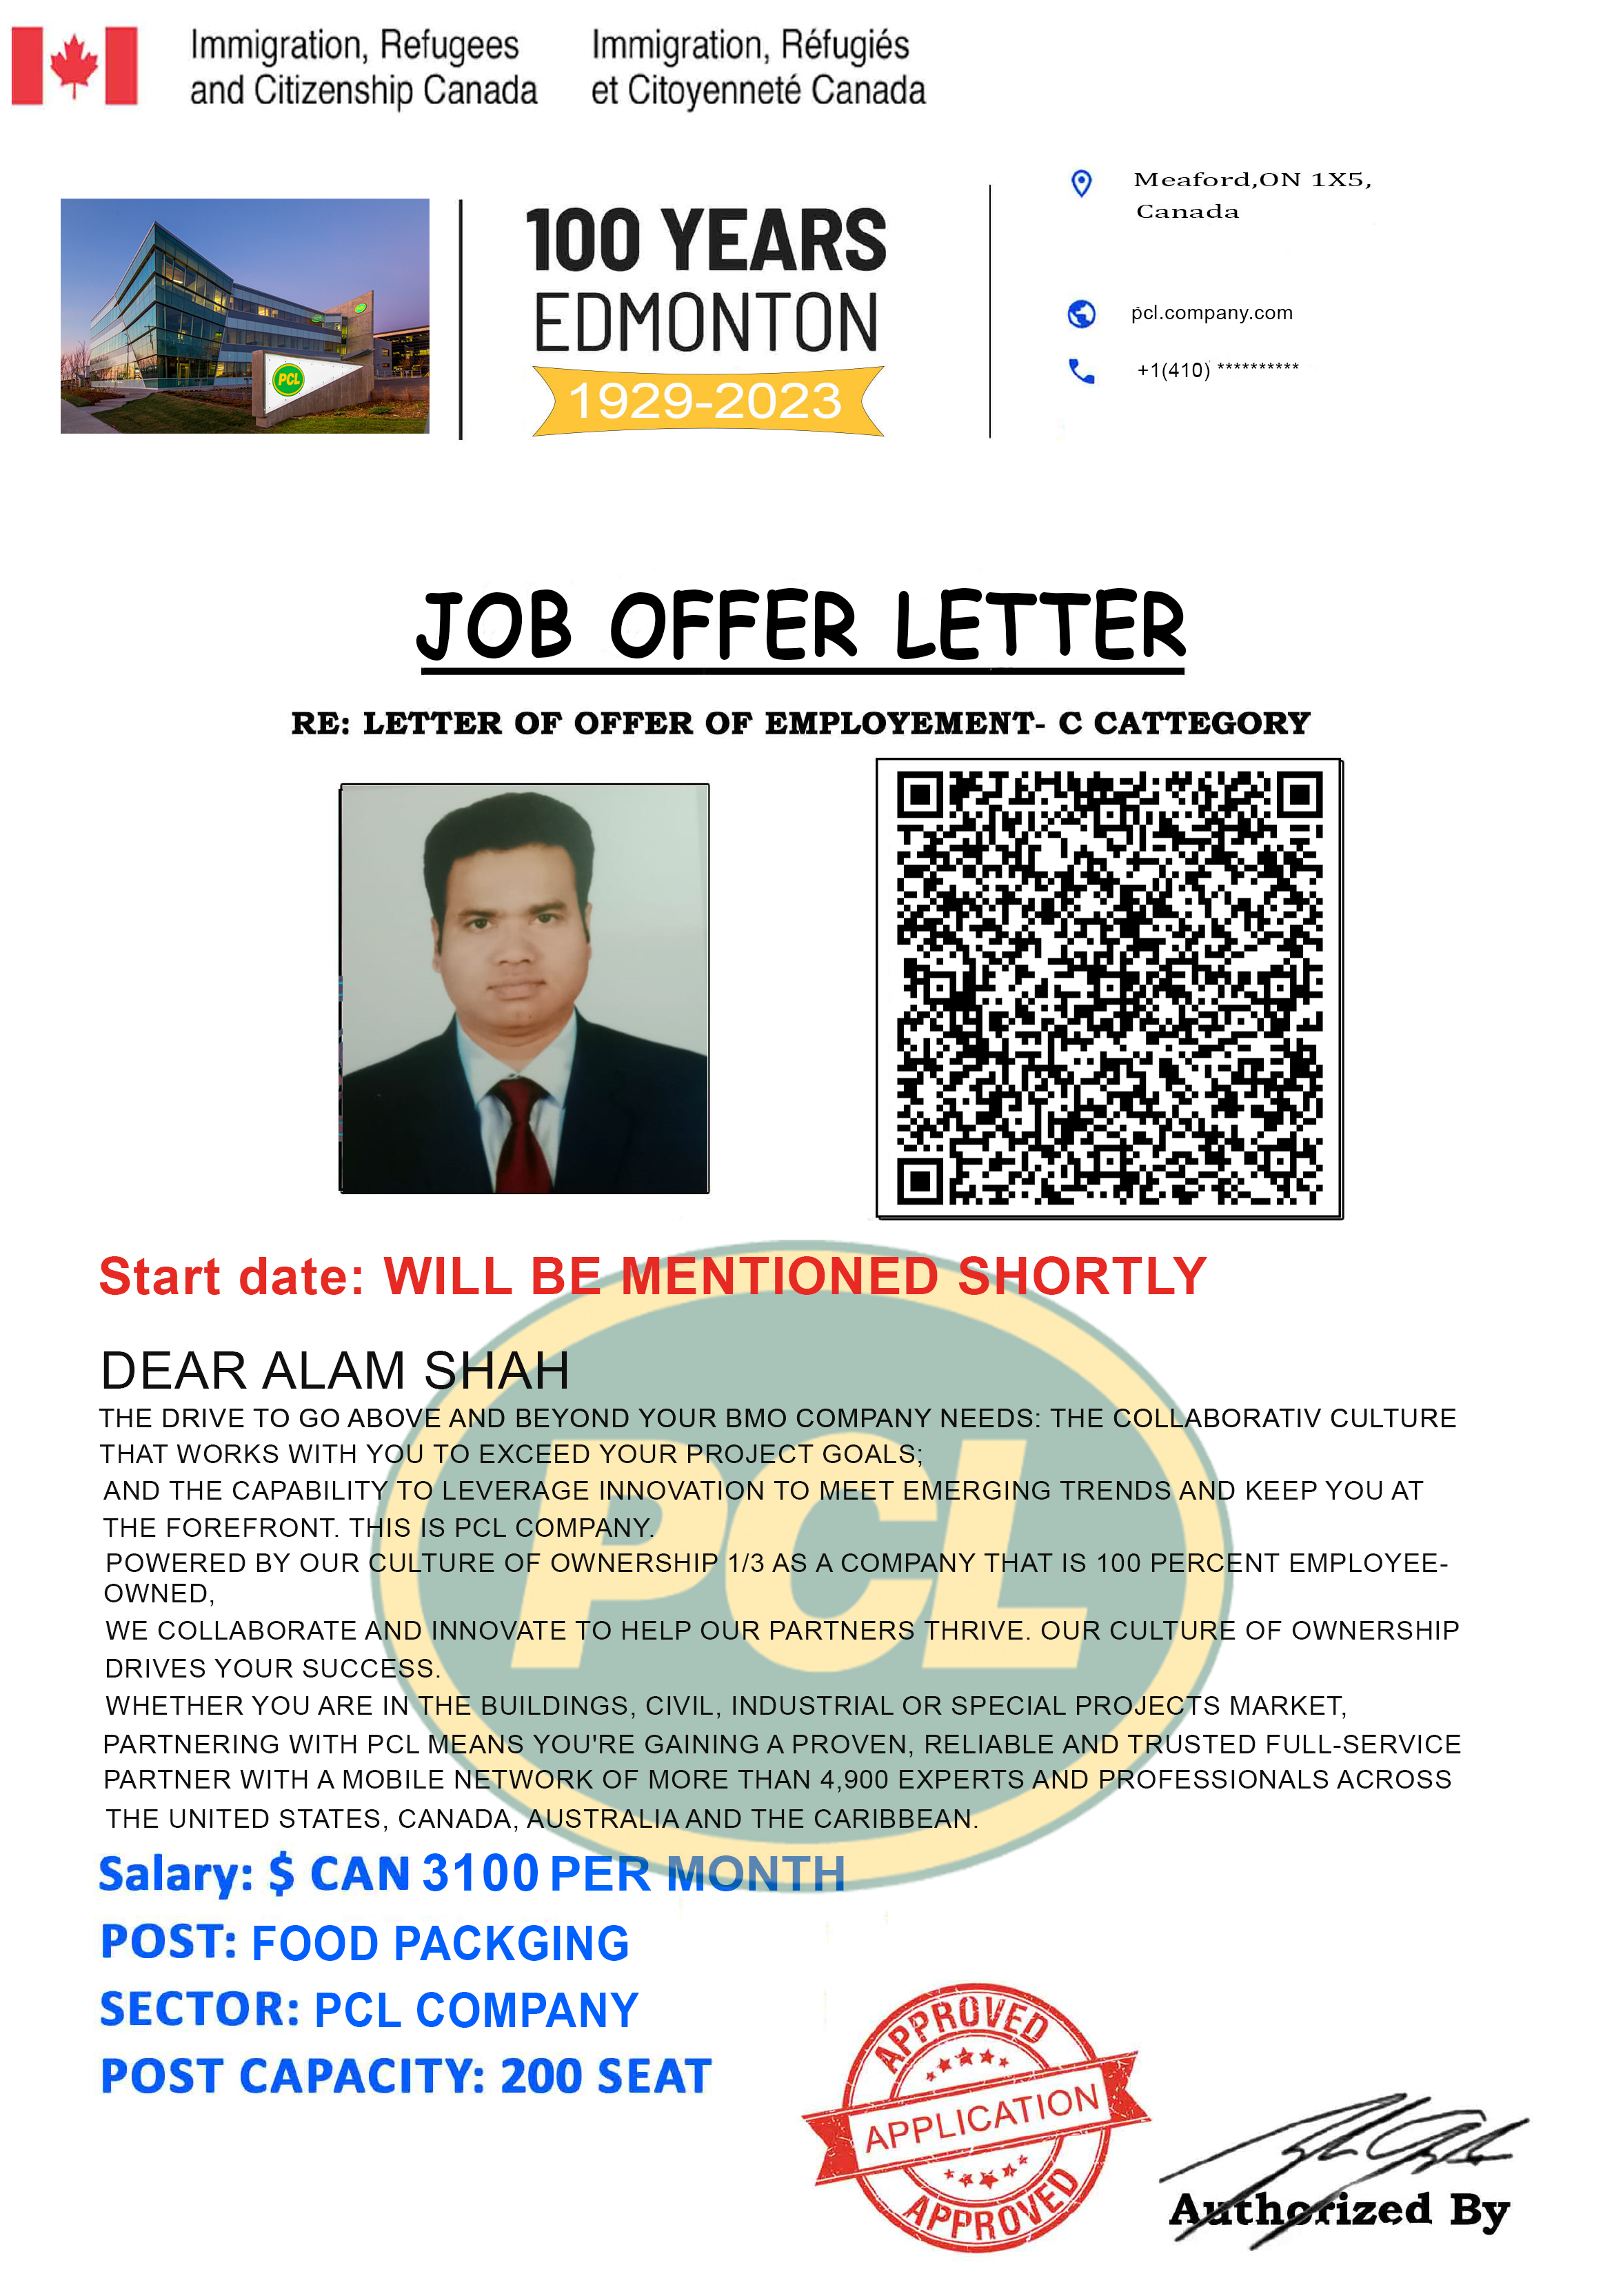 Immigration, Refugees
and Citizenship Canada
Immigration, Réfugiés
et Citoyenneté Canada
PCL
100 YEARS
EDMONTON
1929-2023
Meaford,ON 1X5,
Canada
pcl.company.com
+1(410) **********
JOB OFFER LETTER
RE: LETTER OF OFFER OF EMPLOYEMENT- C CATTEGORY
Start date: WILL BE MENTIONED SHORTLY
DEAR ALAM SHAH
THE DRIVE TO GO ABOVE AND BEYOND YOUR BMO COMPANY NEEDS: THE COLLABORATIV CULTURE
THAT WORKS WITH YOU TO EXCEED YOUR PROJECT GOALS;
AND THE CAPABILITY TO LEVERAGE INNOVATION TO MEET EMERGING TRENDS AND KEEP YOU AT
THE FOREFRONT. THIS IS PCL COMPANY.
POWERED BY OUR CULTURE OF OWNERSHIP 1/3 AS A COMPANY THAT IS 100 PERCENT EMPLOYEE-
OWNED,
WE COLLABORATE AND INNOVATE TO HELP OUR PARTNERS THRIVE. OUR CULTURE OF OWNERSHIP
DRIVES YOUR SUCCESS.
WHETHER YOU ARE IN THE BUILDINGS, CIVIL, INDUSTRIAL OR SPECIAL PROJECTS MARKET,
PARTNERING WITH PCL MEANS YOU'RE GAINING A PROVEN, RELIABLE AND TRUSTED FULL-SERVICE
PARTNER WITH A MOBILE NETWORK OF MORE THAN 4,900 EXPERTS AND PROFESSIONALS ACROSS
THE UNITED STATES, CANADA, AUSTRALIA AND THE CARIBBEAN.
PCL
Salary: $ CAN 3100 PER MONTH
POST: FOOD PACKGING
SECTOR: PCL COMPANY
POST CAPACITY: 200 SEAT
APPROVED
APPLICATION
APPROVED
Authorized By